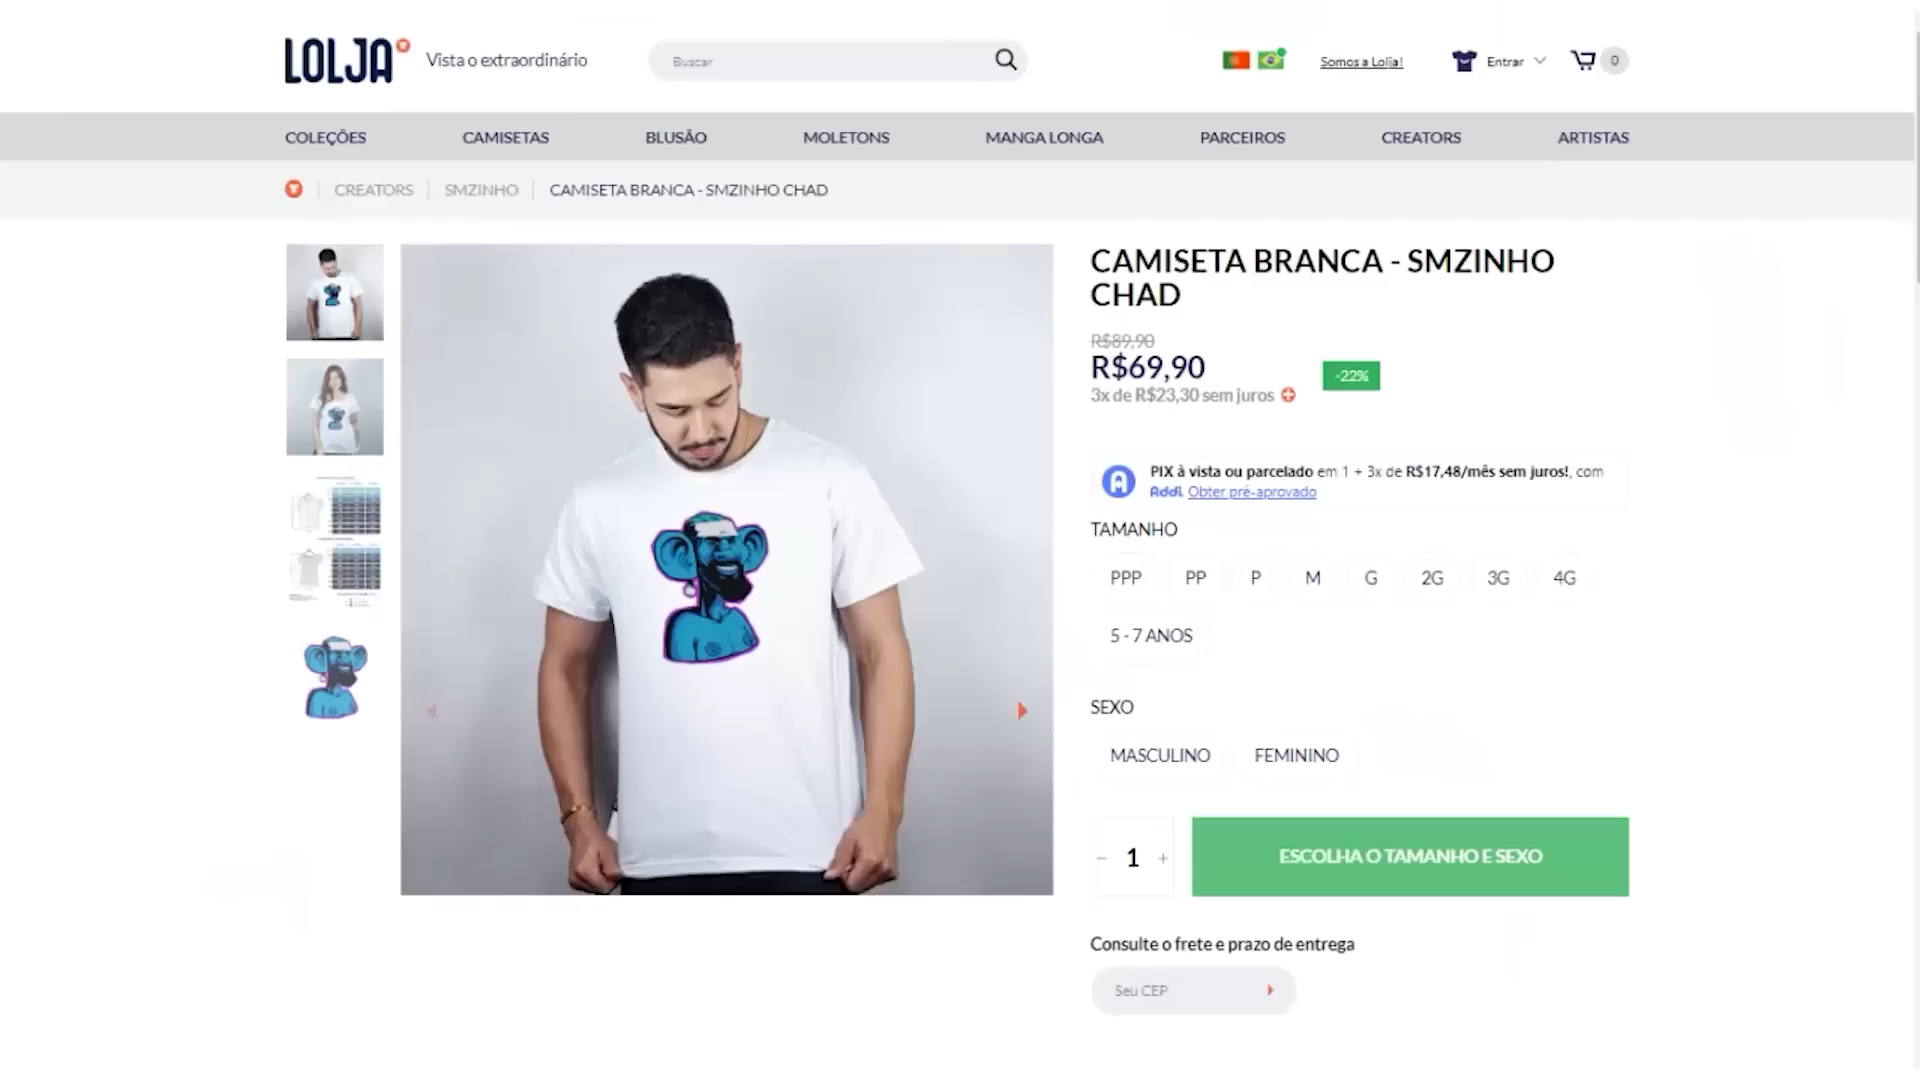 LOLJA
Vista o extraordinário
Buscar
Somos a Lolja!
Entrar
0
COLEÇÕES
CAMISETAS
BLUSÃO
MOLETONS
MANGA LONGA
PARCEIROS
CREATORS
ARTISTAS
CREATORS
SMZINHO
CAMISETA BRANCA - SMZINHO CHAD
CAMISETA BRANCA - SMZINHO
CHAD
R$89,90
R$69,90
-22%
3x de R$23,30 sem juros
PIX à vista ou parcelado em 1 + 3x de R$17,48/mês sem juros!, com
Addi. Obter pré-aprovado
TAMANHO
PPP
PP
P
M
G
2G
3G
4G
5 - 7 ANOS
SEXO
MASCULINO
FEMININO
− 1 +
ESCOLHA O TAMANHO E SEXO
Consulte o frete e prazo de entrega
Seu CEP